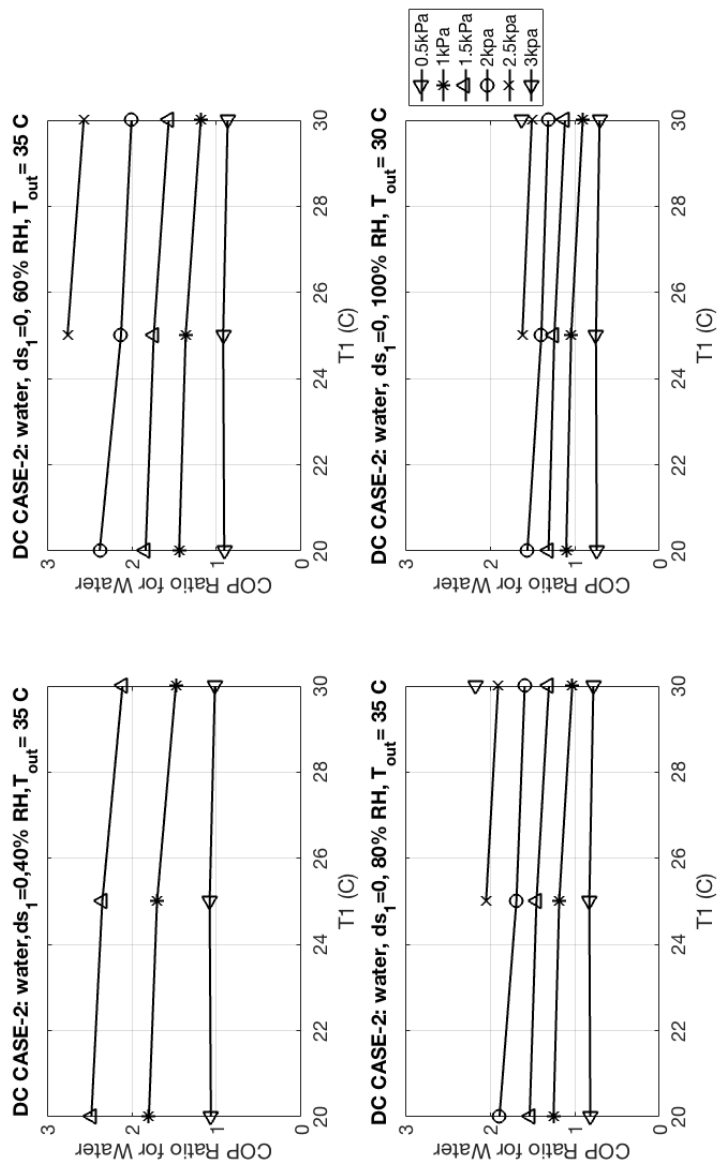 DC CASE-2: water,ds1=0,40% RH,Tout= 35 C
3
2
1
0
COP Ratio for Water
20 22 24 26 28 30
T1 (C)
DC CASE-2: water, ds1=0, 60% RH, Tout= 35 C
3
2
1
0
COP Ratio for Water
20 22 24 26 28 30
T1 (C)
DC CASE-2: water, ds1=0, 80% RH, Tout= 35 C
3
2
1
0
COP Ratio for Water
20 22 24 26 28 30
T1 (C)
DC CASE-2: water, ds1=0, 100% RH, Tout= 30 C
3
2
1
0
COP Ratio for Water
20 22 24 26 28 30
T1 (C)
0.5kPa
1kPa
1.5kPa
2kpa
2.5kpa
3kpa